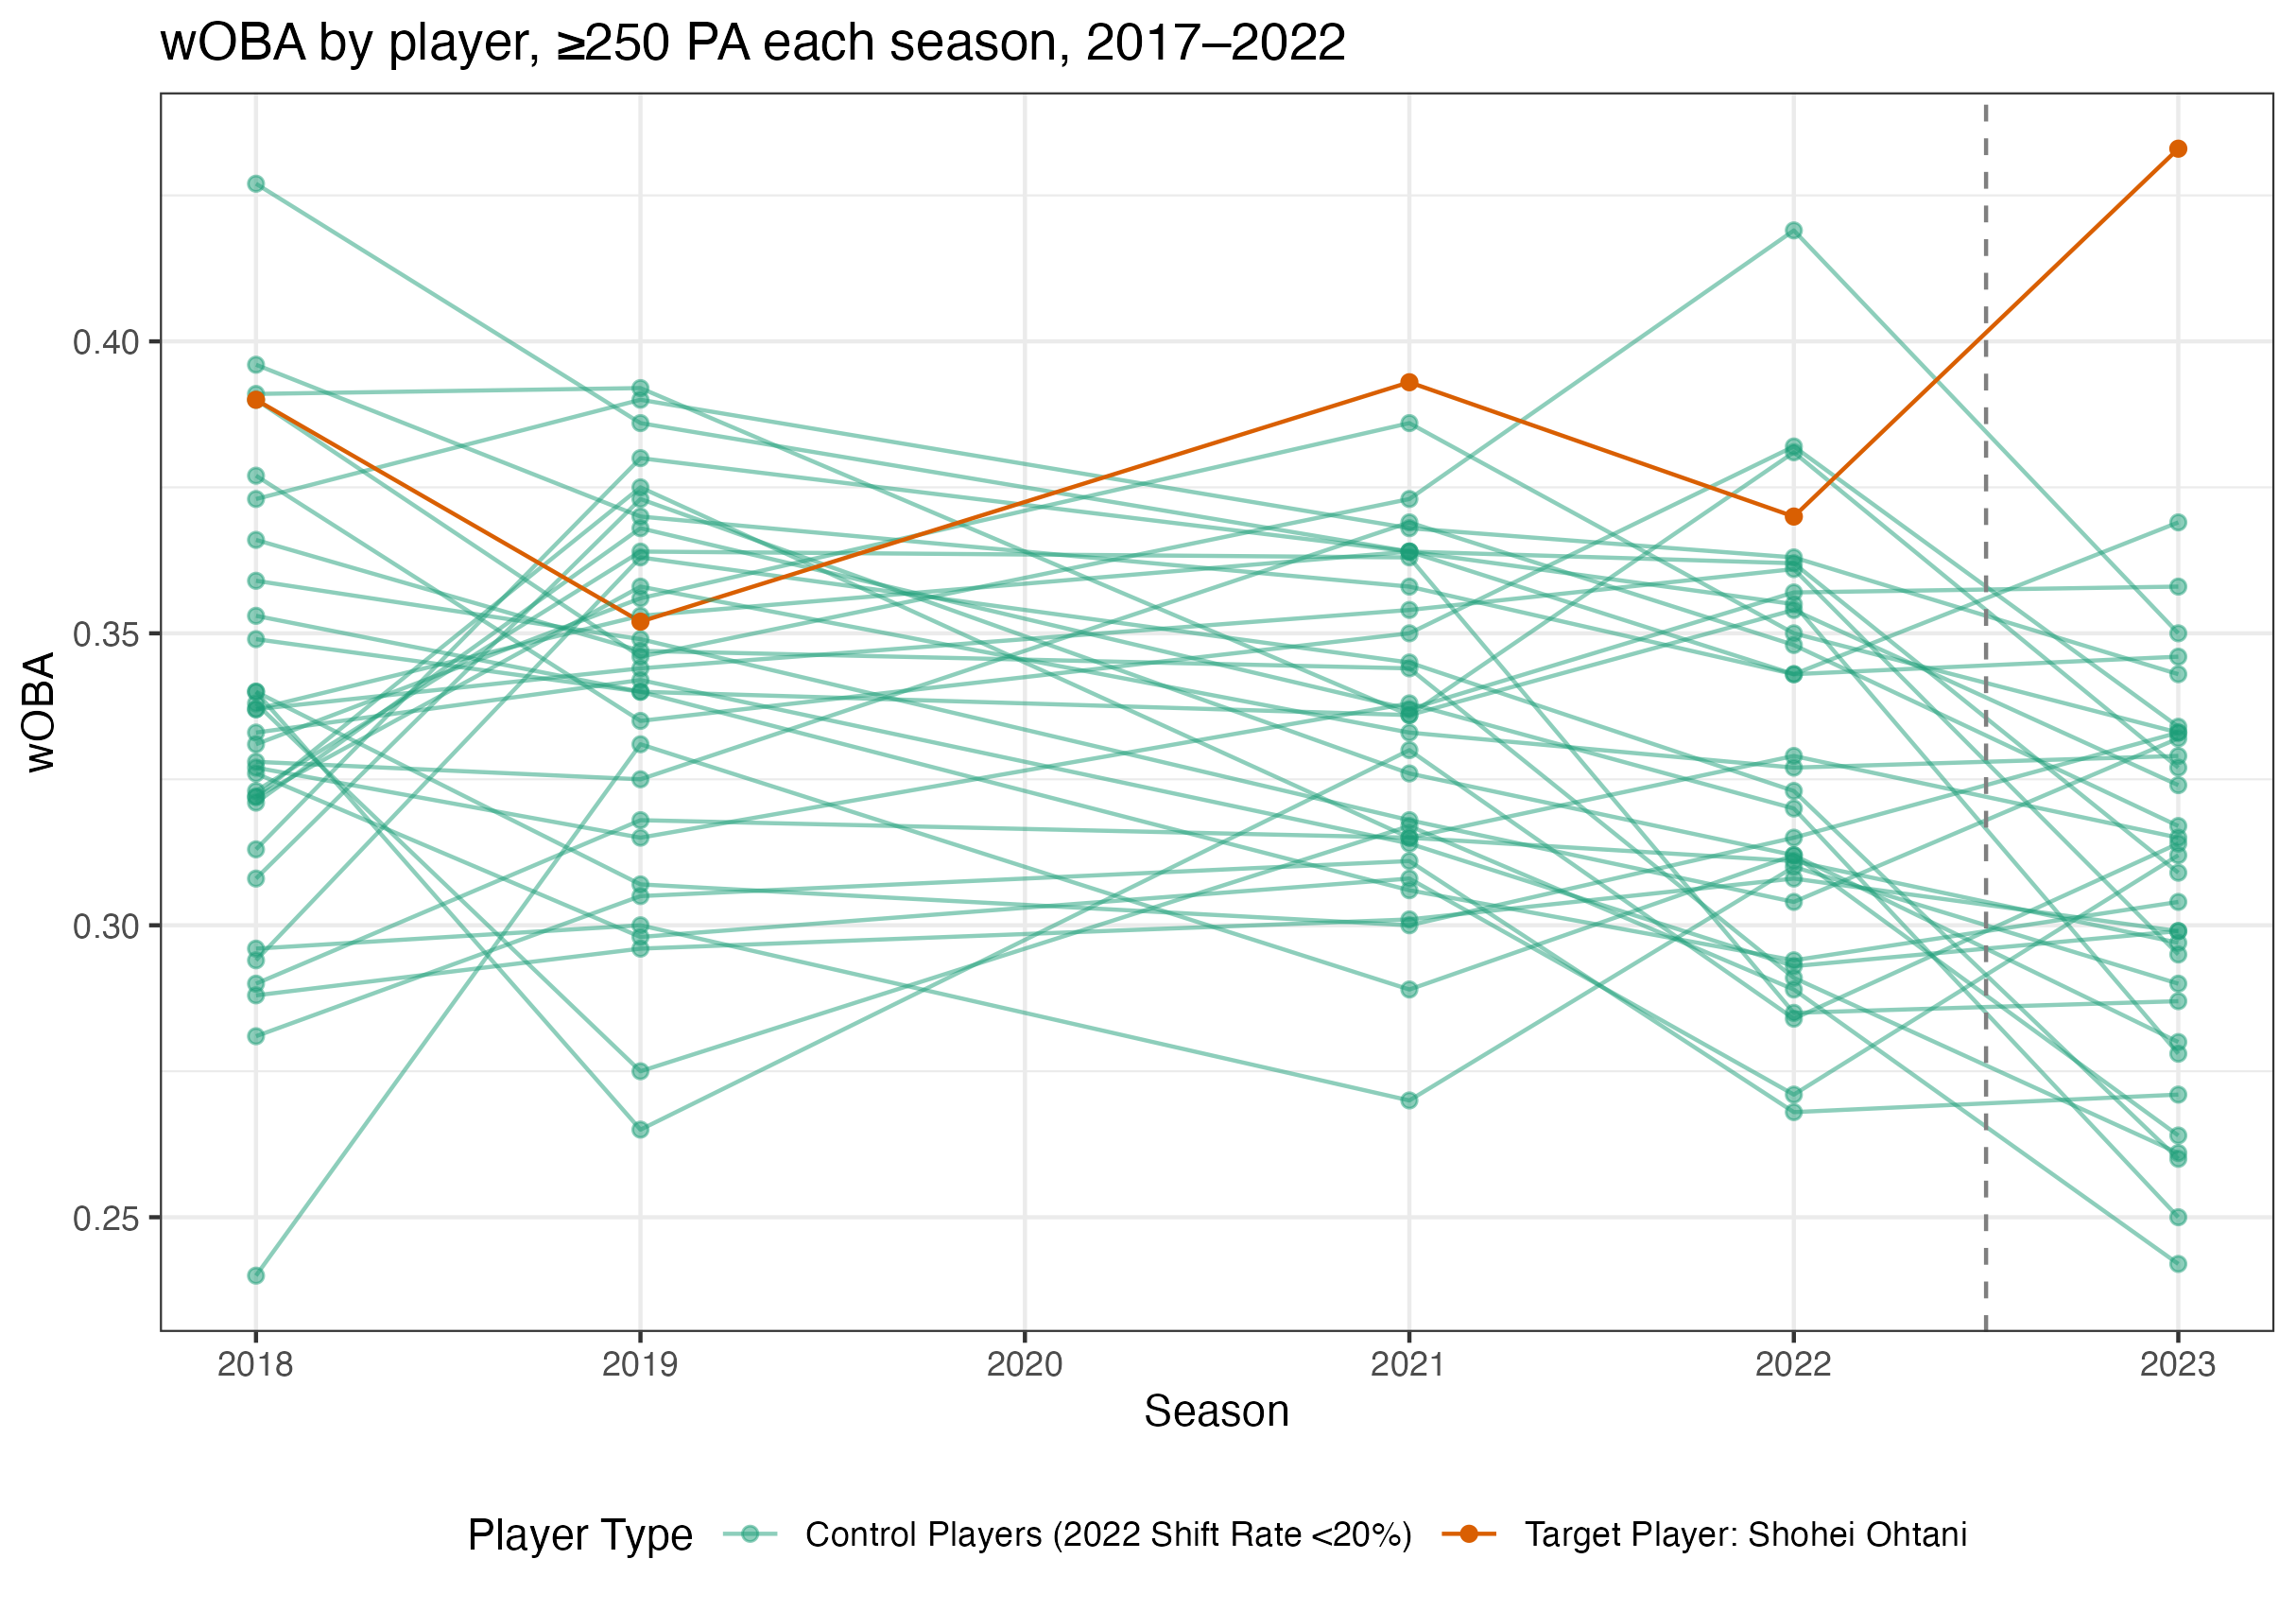 wOBA by player, ≥250 PA each season, 2017–2022
wOBA
0.40
0.35
0.30
0.25
2018 2019 2020 2021 2022 2023
Season
Player Type Control Players (2022 Shift Rate <20%) Target Player: Shohei Ohtani